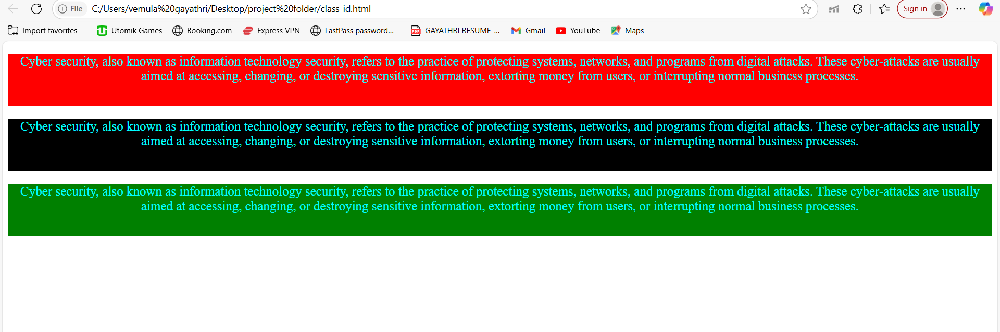 File C:/Users/vemula%20gayathri/Desktop/project%20folder/class-id.html Sign in
Import favorites Utomik Games Booking.com Express VPN LastPass password... GAYATHRI RESUME-... Gmail YouTube Maps
Cyber security, also known as information technology security, refers to the practice of protecting systems, networks, and programs from digital attacks. These cyber-attacks are usually
aimed at accessing, changing, or destroying sensitive information, extorting money from users, or interrupting normal business processes.
Cyber security, also known as information technology security, refers to the practice of protecting systems, networks, and programs from digital attacks. These cyber-attacks are usually
aimed at accessing, changing, or destroying sensitive information, extorting money from users, or interrupting normal business processes.
Cyber security, also known as information technology security, refers to the practice of protecting systems, networks, and programs from digital attacks. These cyber-attacks are usually
aimed at accessing, changing, or destroying sensitive information, extorting money from users, or interrupting normal business processes.